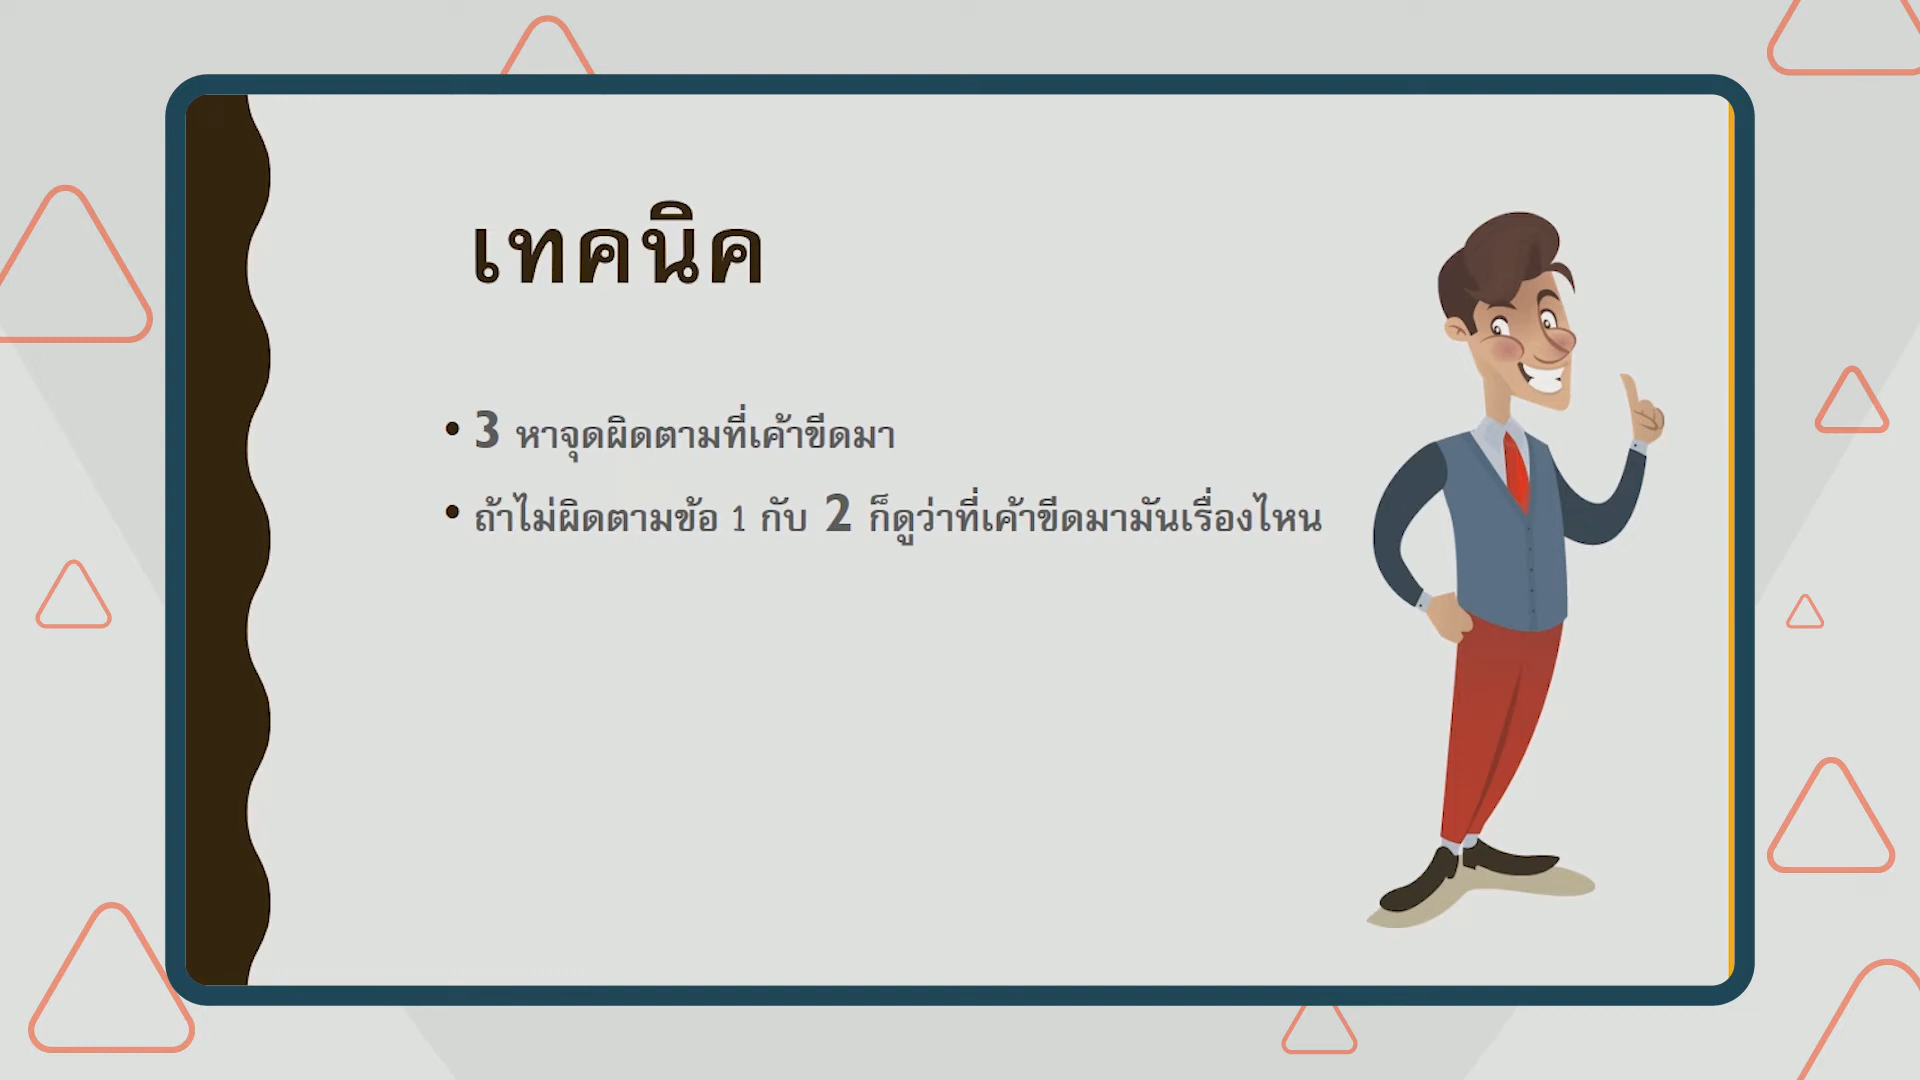 เทคนิค
• 3 หาจุดผิดตามที่เค้าขีดมา
• ถ้าไม่ผิดตามข้อ 1 กับ 2 ก็ดูว่าที่เค้าขีดมามันเรื่องไหน